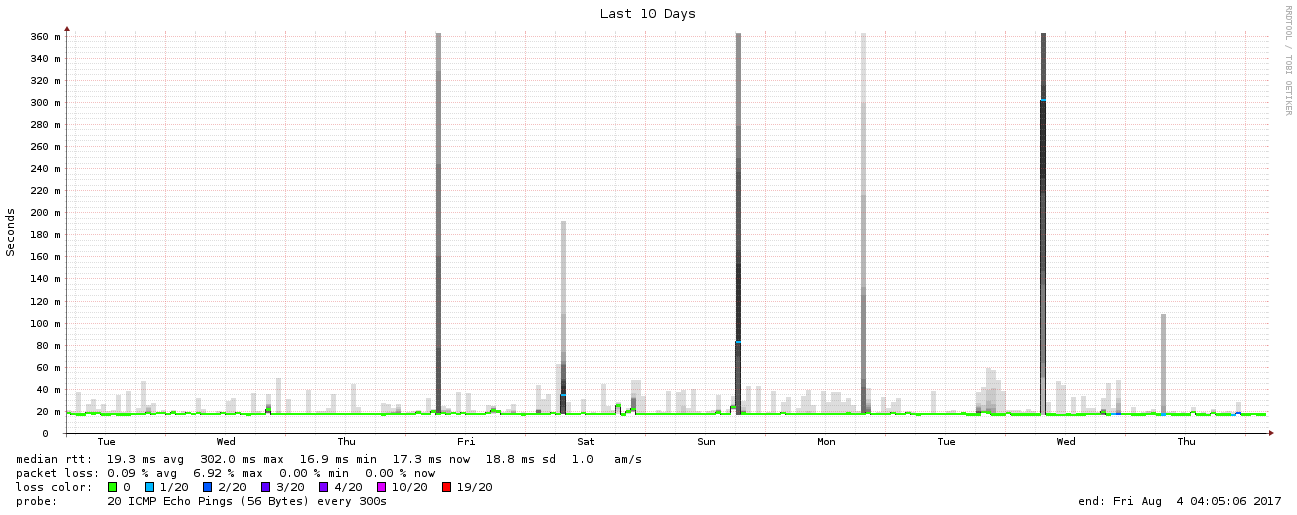 Last 10 Days
RRDTOOL / TOBI OETIKER
Seconds
360 m
340 m
320 m
300 m
280 m
260 m
240 m
220 m
200 m
180 m
160 m
140 m
120 m
100 m
80 m
60 m
40 m
20 m
0
Tue Wed Thu Fri Sat Sun Mon Tue Wed Thu
median rtt: 19.3 ms avg 302.0 ms max 16.9 ms min 17.3 ms now 18.8 ms sd 1.0 am/s
packet loss: 0.09 % avg 6.92 % max 0.00 % min 0.00 % now
loss color: 0 1/20 2/20 3/20 4/20 10/20 19/20
probe: 20 ICMP Echo Pings (56 Bytes) every 300s end: Fri Aug 4 04:05:06 2017